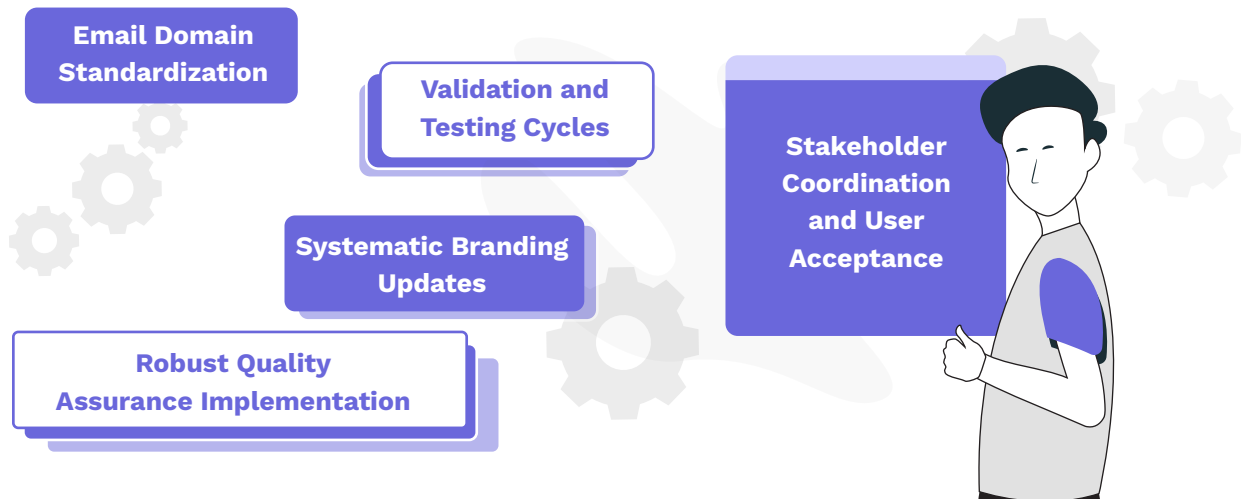 Email Domain
Standardization
Validation and
Testing Cycles
Stakeholder
Coordination
and User
Acceptance
Systematic Branding
Updates
Robust Quality
Assurance Implementation